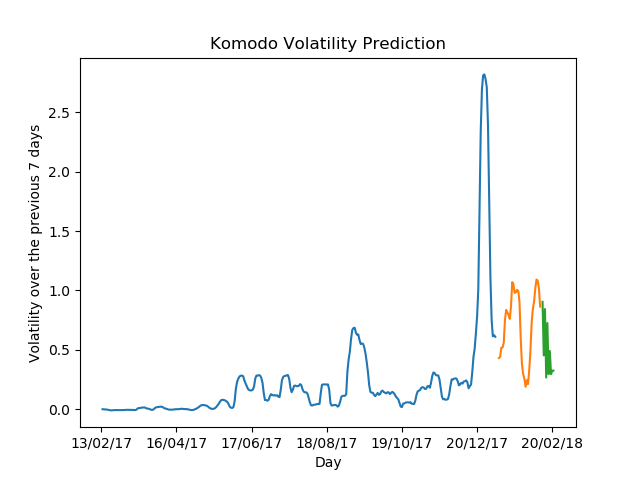 Komodo Volatility Prediction
Volatility over the previous 7 days
2.5
2.0
1.5
1.0
0.5
0.0
13/02/17 16/04/17 17/06/17 18/08/17 19/10/17 20/12/17 20/02/18
Day